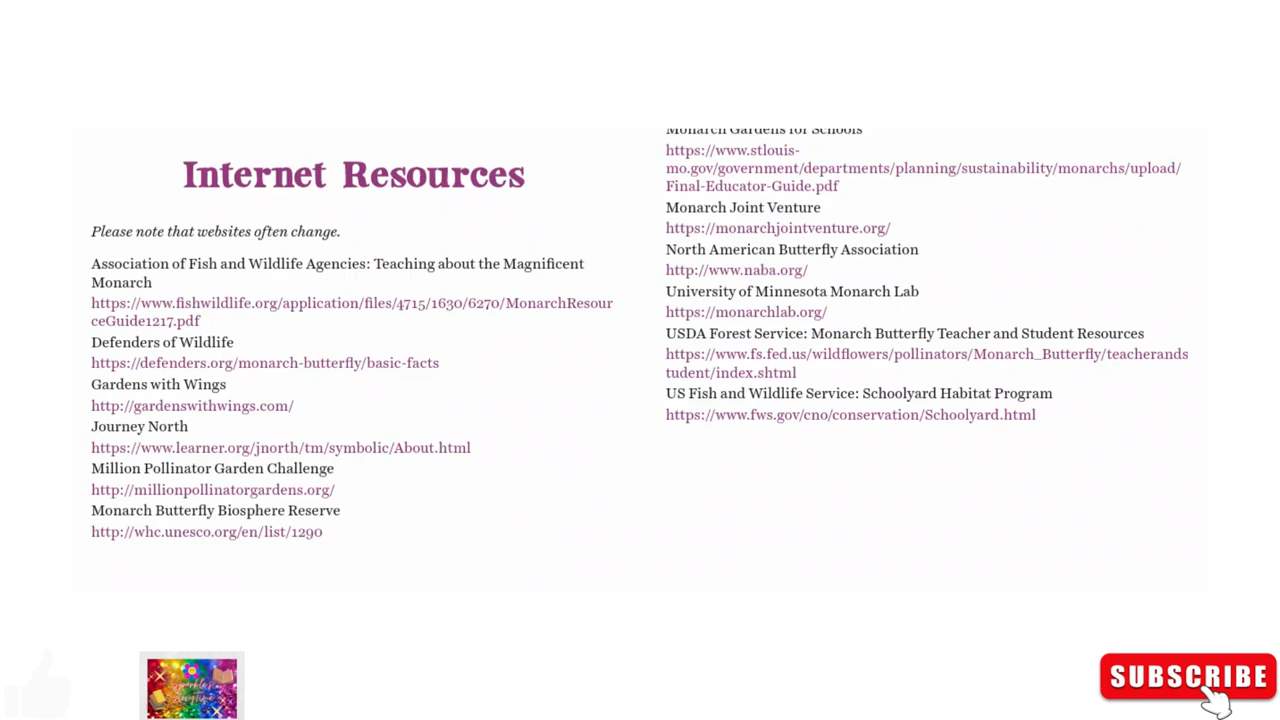 Internet Resources
Please note that websites often change.
Association of Fish and Wildlife Agencies: Teaching about the Magnificent
Monarch
https://www.fishwildlife.org/application/files/4715/1630/6270/MonarchResour
ceGuide1217.pdf
Defenders of Wildlife
https://defenders.org/monarch-butterfly/basic-facts
Gardens with Wings
http://gardenswithwings.com/
Journey North
https://www.learner.org/jnorth/tm/symbolic/About.html
Million Pollinator Garden Challenge
http://millionpollinatorgardens.org/
Monarch Butterfly Biosphere Reserve
http://whc.unesco.org/en/list/1290
Monarch Gardens for Schools
https://www.stlouis-
mo.gov/government/departments/planning/sustainability/monarchs/upload/
Final-Educator-Guide.pdf
Monarch Joint Venture
https://monarchjointventure.org/
North American Butterfly Association
http://www.naba.org/
University of Minnesota Monarch Lab
https://monarchlab.org/
USDA Forest Service: Monarch Butterfly Teacher and Student Resources
https://www.fs.fed.us/wildflowers/pollinators/Monarch_Butterfly/teacherands
tudent/index.shtml
US Fish and Wildlife Service: Schoolyard Habitat Program
https://www.fws.gov/cno/conservation/Schoolyard.html
SUBSCRIBE